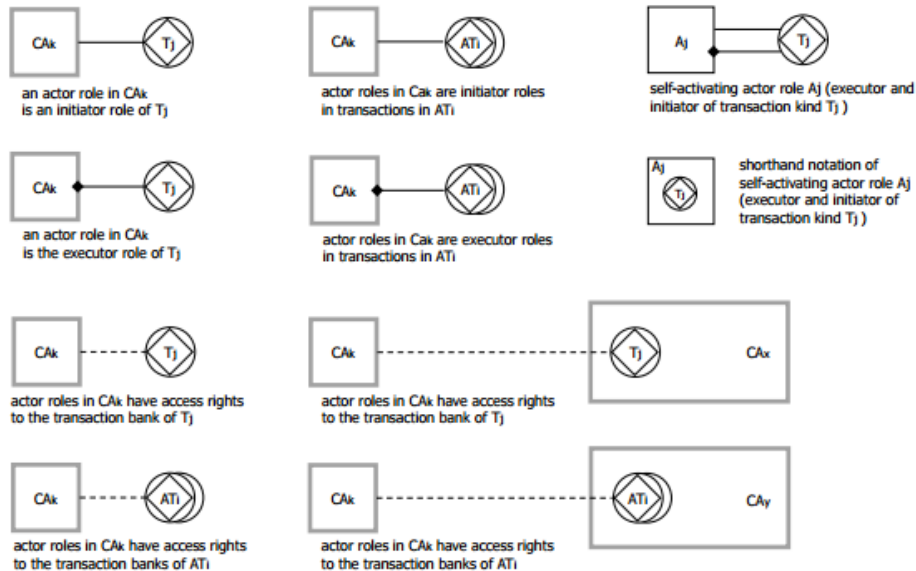 CAk
Tj
an actor role in CAk
is an initiator role of Tj
CAk
ATi
actor roles in Cak are initiator roles
in transactions in ATi
Aj
Tj
self-activating actor role Aj (executor and
initiator of transaction kind Tj )
CAk
Tj
an actor role in CAk
is the executor role of Tj
CAk
ATi
actor roles in Cak are executor roles
in transactions in ATi
Aj
Tj
shorthand notation of
self-activating actor role Aj
(executor and initiator of
transaction kind Tj )
CAk
Tj
actor roles in CAk have access rights
to the transaction bank of Tj
CAk
Tj
CAx
actor roles in CAk have access rights
to the transaction bank of Tj
CAk
ATi
actor roles in CAk have access rights
to the transaction banks of ATi
CAk
ATi
CAy
actor roles in CAk have access rights
to the transaction banks of ATi